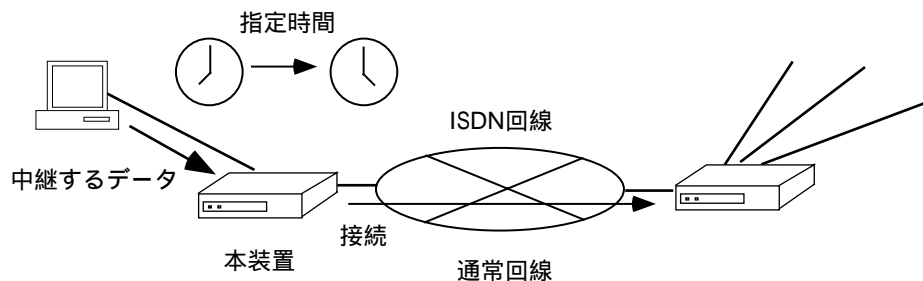 指定時間
ISDN回線
中継するデータ
接続
本装置
通常回線